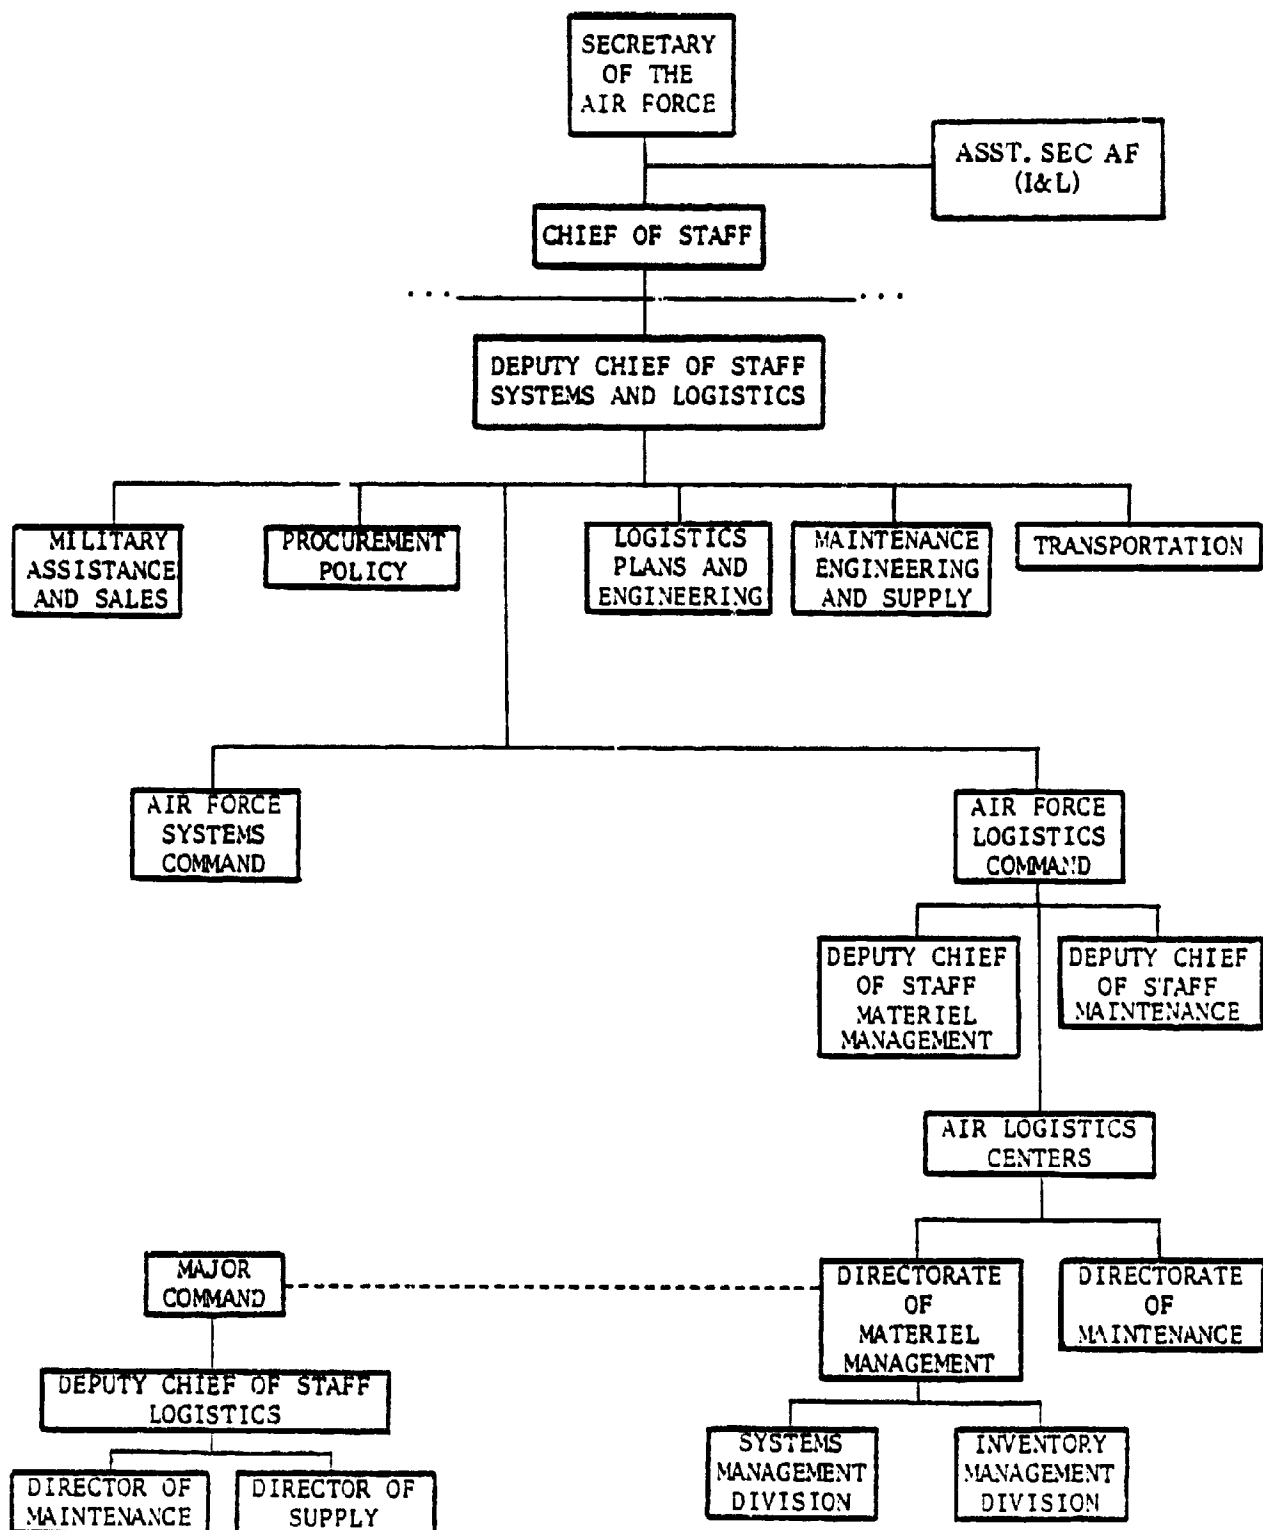 SECRETARY
OF THE
AIR FORCE
ASST. SEC AF
(I&L)
CHIEF OF STAFF
... ...
DEPUTY CHIEF OF STAFF
SYSTEMS AND LOGISTICS
MILITARY
ASSISTANCE
AND SALES
PROCUREMENT
POLICY
LOGISTICS
PLANS AND
ENGINEERING
MAINTENANCE
ENGINEERING
AND SUPPLY
TRANSPORTATION
AIR FORCE
SYSTEMS
COMMAND
AIR FORCE
LOGISTICS
COMMAND
DEPUTY CHIEF
OF STAFF
MATERIEL
MANAGEMENT
DEPUTY CHIEF
OF STAFF
MAINTENANCE
AIR LOGISTICS
CENTERS
MAJOR
COMMAND
DIRECTORATE
OF
MATERIEL
MANAGEMENT
DIRECTORATE
OF
MAINTENANCE
DEPUTY CHIEF OF STAFF
LOGISTICS
DIRECTOR OF
MAINTENANCE
DIRECTOR OF
SUPPLY
SYSTEMS
MANAGEMENT
DIVISION
INVENTORY
MANAGEMENT
DIVISION